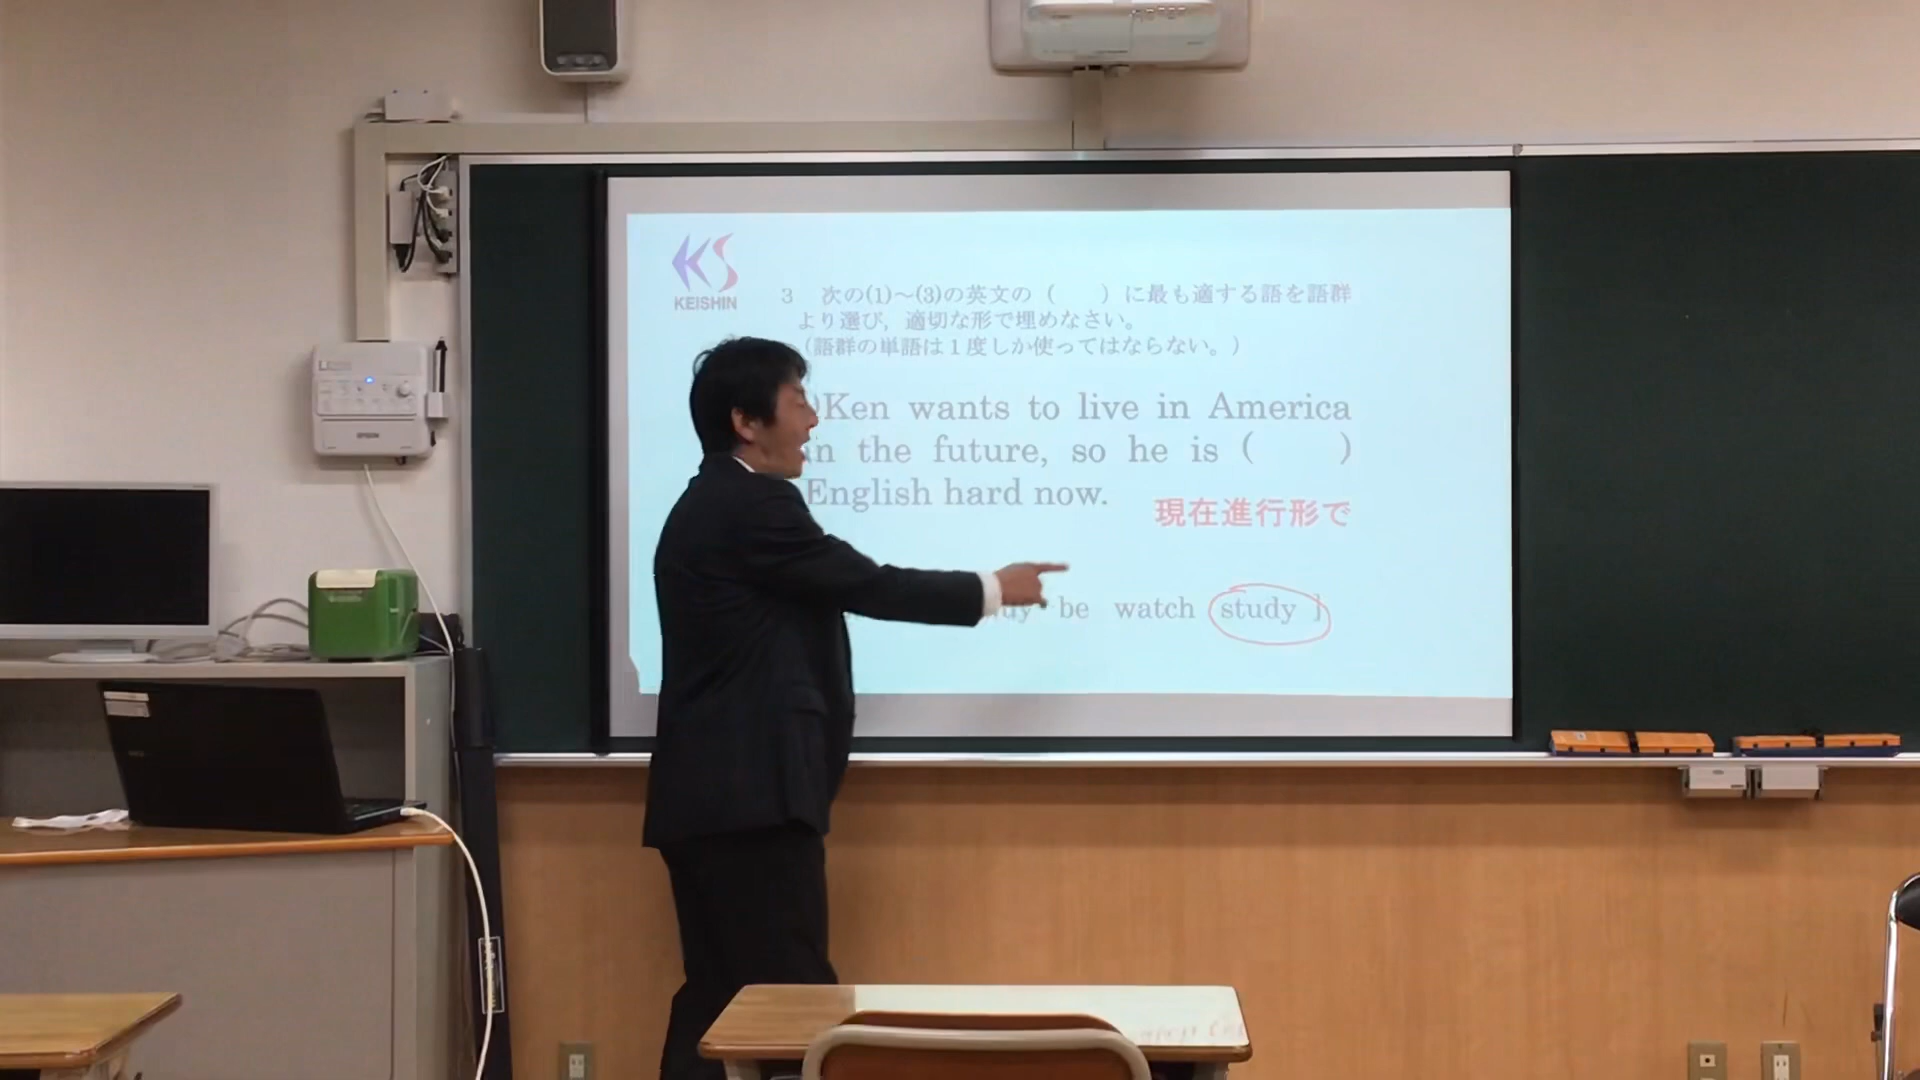 KEISHIN
3 次の(1)～(3)の英文の（　　）に最も適する語を語群
より選び，適切な形で埋めなさい。
（語群の単語は１度しか使ってはならない。）
)Ken wants to live in America
in the future, so he is (　　)
English hard now.
現在進行形で
be watch study ]
EPSON